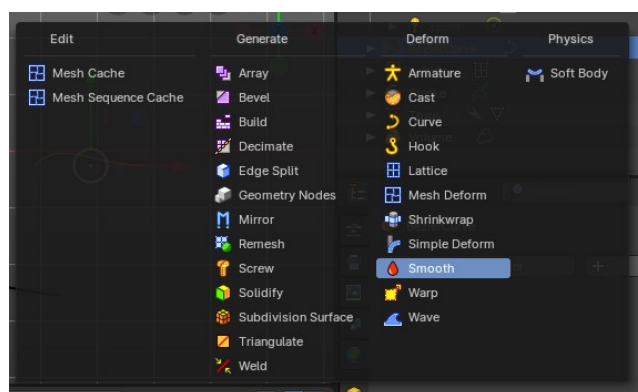 Edit
Mesh Cache
Mesh Sequence Cache
Generate
Array
Bevel
Build
Decimate
Edge Split
Geometry Nodes
Mirror
Remesh
Screw
Solidify
Subdivision Surface
Triangulate
Weld
Deform
Armature
Cast
Curve
Hook
Lattice
Mesh Deform
Shrinkwrap
Simple Deform
Smooth
Warp
Wave
Physics
Soft Body